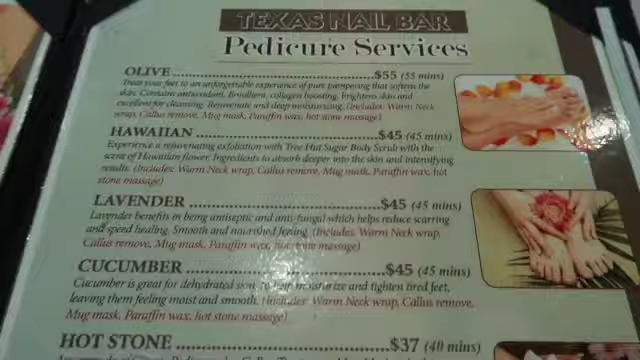 TEXAS NAIL BAR
Pedicure Services
OLIVE ........ $55 (55 mins)
Treat your feet to an unforgettable experience of pure pampering that softens the
skin. Contains antioxidant. Emollient, collagen boosting, brightens skin and
excellent for cleansing. Rejuvenate and deep moisturizing. (Includes: Warm Neck
wrap, Callus remove, Mug mask, Paraffin wax, hot stone massage)
HAWAIIAN ........ $45 (45 mins)
Experience a rejuvenating exfoliation with Tree Hut Sugar Body Scrub with the
scent of Hawaiian flower. Ingredients to absorb deeper into the skin and intensifying
results. (Includes: Warm Neck wrap, Callus remove, Mug mask, Paraffin wax, hot
stone massage)
LAVENDER ........ $45 (45 mins)
Lavender benefits in being antiseptic and anti-fungal which helps reduce scarring
and speed healing. Smooth and nourished feeling. (Includes: Warm Neck wrap,
Callus remove, Mug mask, Paraffin wax, hot stone massage)
CUCUMBER ........ $45 (45 mins)
Cucumber is great for dehydrated skin, to help moisturize and tighten tired feet,
leaving them feeling moist and smooth. (Includes: Warm Neck wrap, Callus remove,
Mug mask, Paraffin wax, hot stone massage)
HOT STONE ........ $37 (40 mins)